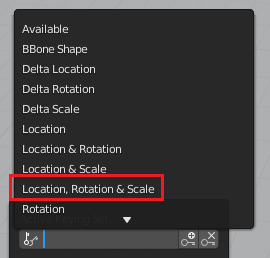 Available
BBone Shape
Delta Location
Delta Rotation
Delta Scale
Location
Location & Rotation
Location & Scale
Location, Rotation & Scale
Rotation